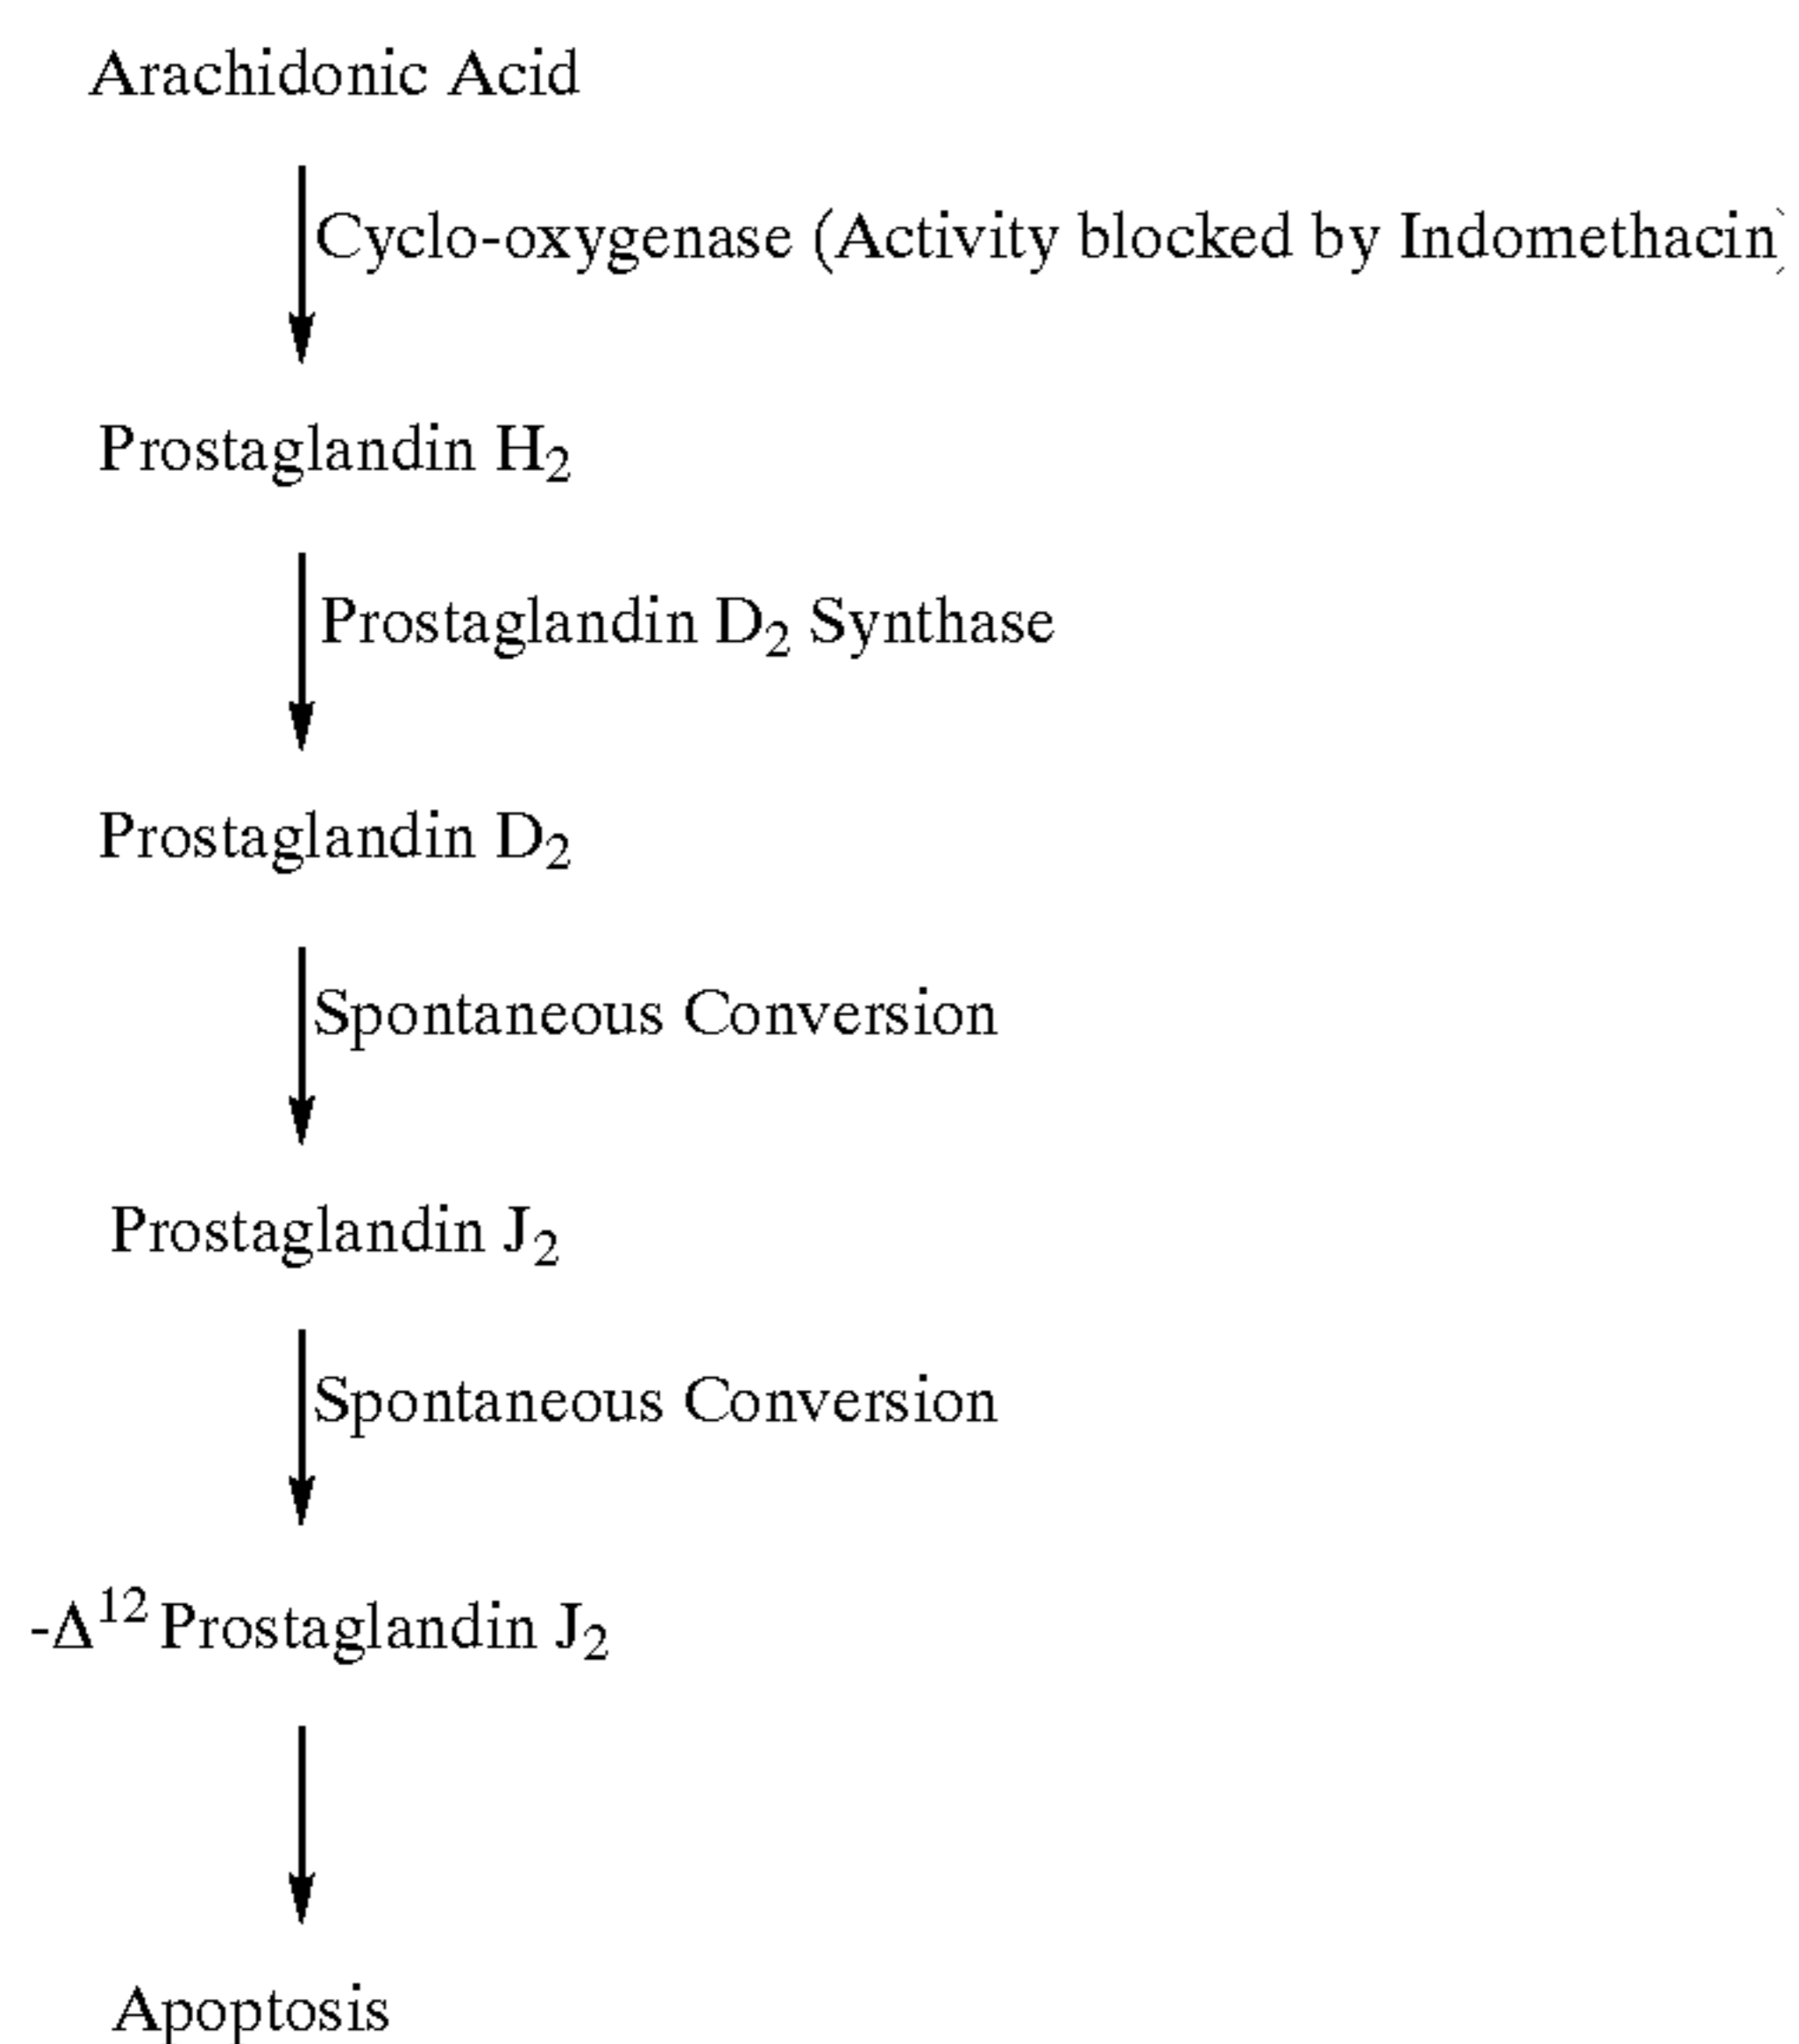 Arachidonic Acid
Cyclo-oxygenase (Activity blocked by Indomethacin)
Prostaglandin H₂
Prostaglandin D₂ Synthase
Prostaglandin D₂
Spontaneous Conversion
Prostaglandin J₂
Spontaneous Conversion
-Δ¹² Prostaglandin J₂
Apoptosis